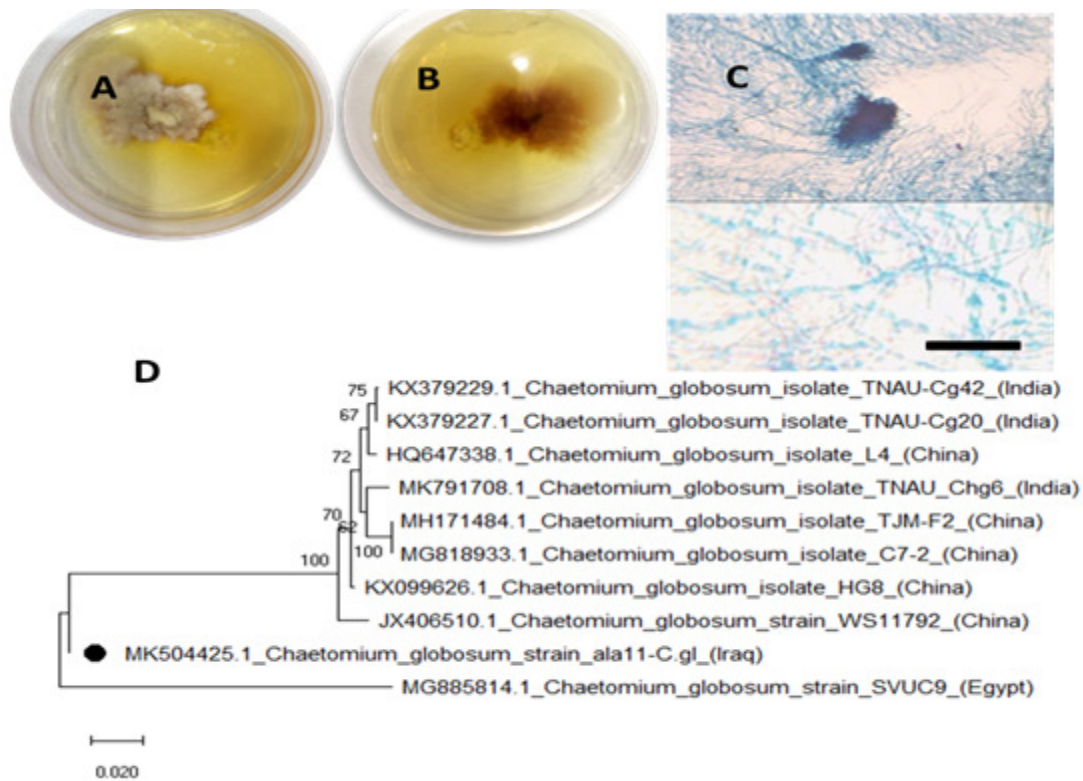 A
B
C
D
75
KX379229.1_Chaetomium_globosum_isolate_TNAU-Cg42_(India)
67
KX379227.1_Chaetomium_globosum_isolate_TNAU-Cg20_(India)
72
HQ647338.1_Chaetomium_globosum_isolate_L4_(China)
MK791708.1_Chaetomium_globosum_isolate_TNAU_Chg6_(India)
70
62
MH171484.1_Chaetomium_globosum_isolate_TJM-F2_(China)
100
MG818933.1_Chaetomium_globosum_isolate_C7-2_(China)
100
KX099626.1_Chaetomium_globosum_isolate_HG8_(China)
JX406510.1_Chaetomium_globosum_strain_WS11792_(China)
MK504425.1_Chaetomium_globosum_strain_ala11-C.gl_(Iraq)
MG885814.1_Chaetomium_globosum_strain_SVUC9_(Egypt)
0.020